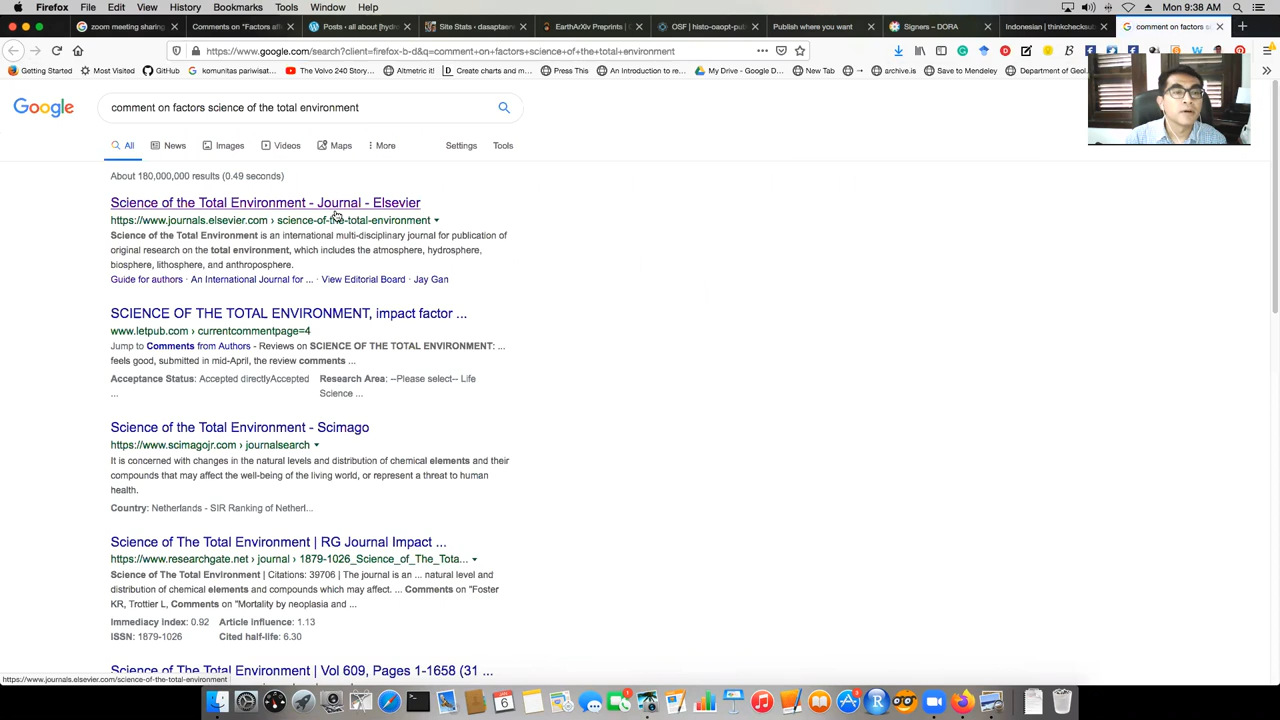 Firefox File Edit View History Bookmarks Tools Window Help Mon 9:38 AM
zoom meeting sharing Comments on "Factors af Posts ‹ all about [hydro Site Stats ‹ dasaptaer EarthArXiv Preprints | OSF | histo-oapt-put Publish where you want Signers – DORA Indonesian | thinkchecksub comment on factors s
https://www.google.com/search?client=firefox-b-d&q=comment+on+factors+science+of+the+total+environment
Getting Started Most Visited GitHub komunitas pariwisat... The Volvo 240 Story... Altmetric it! Create charts and m... Press This An Introduction to re... My Drive - Google D... New Tab archive.is Save to Mendeley Department of Geol...
Google comment on factors science of the total environment
All News Images Videos Maps More Settings Tools
About 180,000,000 results (0.49 seconds)
Science of the Total Environment - Journal - Elsevier
https://www.journals.elsevier.com › science-of-the-total-environment
Science of the Total Environment is an international multi-disciplinary journal for publication of
original research on the total environment, which includes the atmosphere, hydrosphere,
biosphere, lithosphere, and anthroposphere.
Guide for authors · An International Journal for ... · View Editorial Board · Jay Gan
SCIENCE OF THE TOTAL ENVIRONMENT, impact factor ...
www.letpub.com › currentcommentpage=4
Jump to Comments from Authors - Reviews on SCIENCE OF THE TOTAL ENVIRONMENT: ...
feels good, submitted in mid-April, the review comments ...
Acceptance Status: Accepted directlyAccepted Research Area: --Please select-- Life
... Science ...
Science of the Total Environment - Scimago
https://www.scimagojr.com › journalsearch
It is concerned with changes in the natural levels and distribution of chemical elements and their
compounds that may affect the well-being of the living world, or represent a threat to human
health.
Country: Netherlands - SIR Ranking of Netherl...
Science of The Total Environment | RG Journal Impact ...
https://www.researchgate.net › journal › 1879-1026_Science_of_The_Tota...
Science of The Total Environment | Citations: 39706 | The journal is an ... natural level and
distribution of chemical elements and compounds which may affect. ... Comments on "Foster
KR, Trottier L, Comments on "Mortality by neoplasia and ...
Immediacy index: 0.92 Article influence: 1.13
ISSN: 1879-1026 Cited half-life: 6.30
Science of The Total Environment | Vol 609, Pages 1-1658 (31 ...
https://www.journals.elsevier.com/science-of-the-total-environment